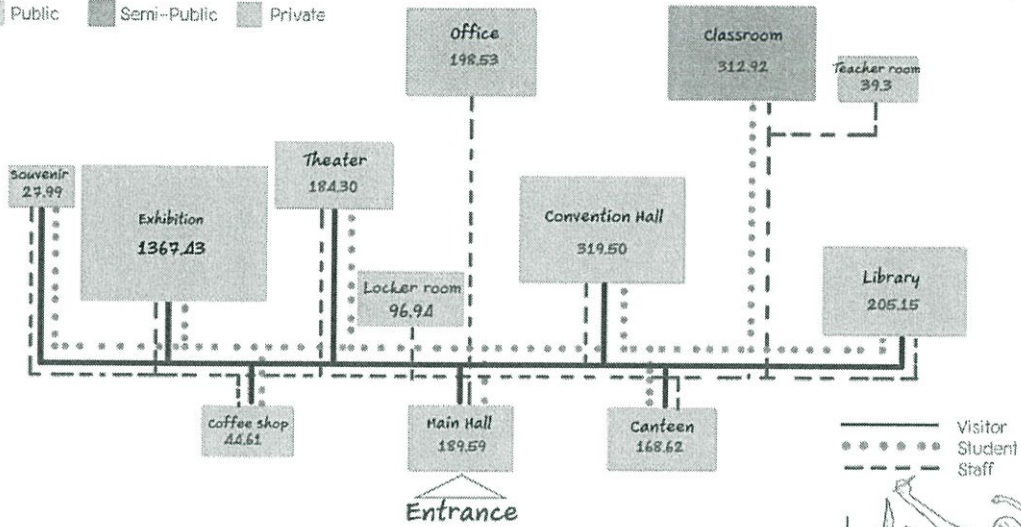 Public Semi-Public Private
Office
198.53
Classroom
312.92
Teacher room
39.3
Souvenir
27.99
Exhibition
1367.43
Theater
184.30
Convention Hall
319.50
Locker room
96.94
Library
205.15
Coffee shop
44.61
Main Hall
189.59
Canteen
168.62
Entrance
Visitor
Student
Staff